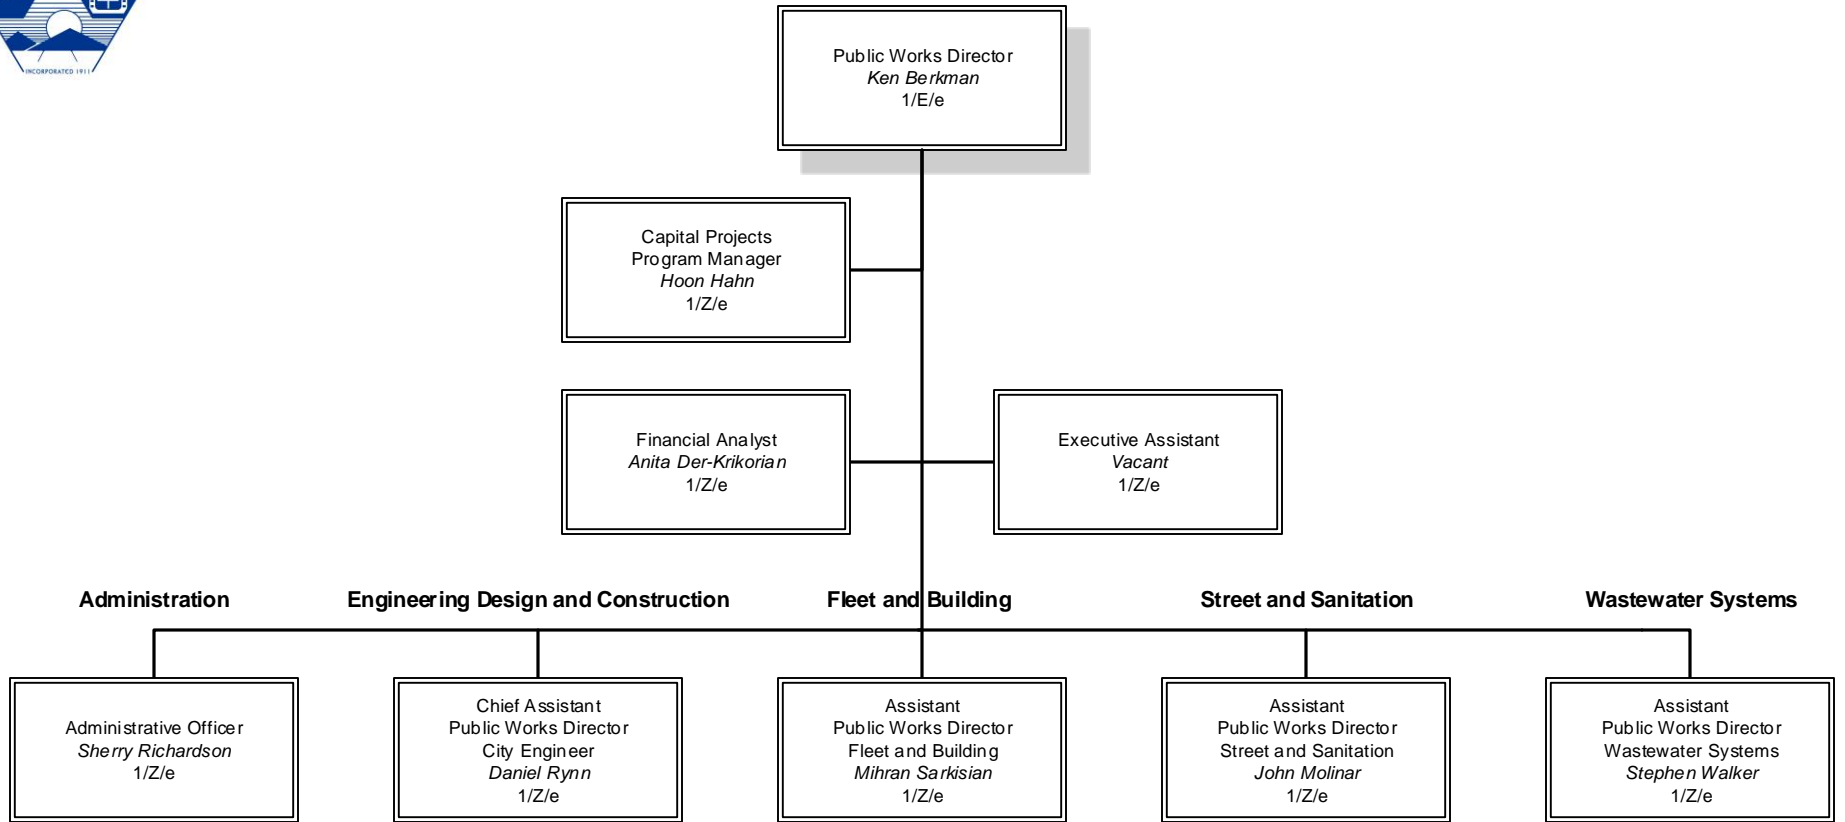 INCORPORATED 1911
Public Works Director
Ken Berkman
1/E/e
Capital Projects
Program Manager
Hoon Hahn
1/Z/e
Financial Analyst
Anita Der-Krikorian
1/Z/e
Executive Assistant
Vacant
1/Z/e
Administration
Engineering Design and Construction
Fleet and Building
Street and Sanitation
Wastewater Systems
Administrative Officer
Sherry Richardson
1/Z/e
Chief Assistant
Public Works Director
City Engineer
Daniel Rynn
1/Z/e
Assistant
Public Works Director
Fleet and Building
Mihran Sarkisian
1/Z/e
Assistant
Public Works Director
Street and Sanitation
John Molinar
1/Z/e
Assistant
Public Works Director
Wastewater Systems
Stephen Walker
1/Z/e